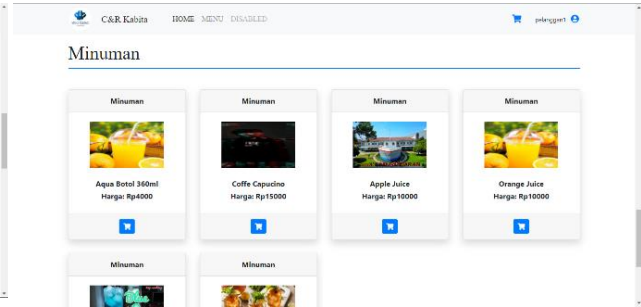 C&R Kabita HOME MENU DISABLED
Minuman
Minuman Minuman Minuman Minuman
Aqua Botol 360ml Coffe Capucino Apple Juice Orange Juice
Harga: Rp4000 Harga: Rp15000 Harga: Rp10000 Harga: Rp10000
Minuman Minuman
Blue